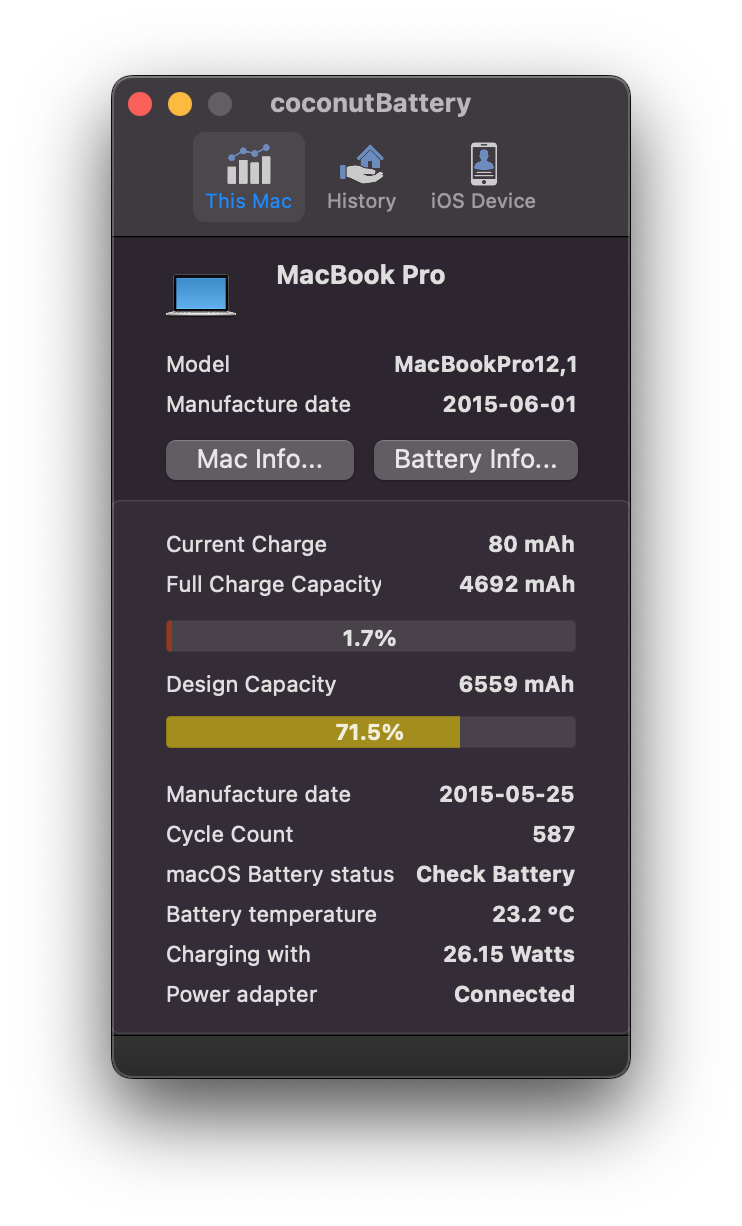 coconutBattery
This Mac History iOS Device
MacBook Pro
Model MacBookPro12,1
Manufacture date 2015-06-01
Mac Info... Battery Info...
Current Charge 80 mAh
Full Charge Capacity 4692 mAh
1.7%
Design Capacity 6559 mAh
71.5%
Manufacture date 2015-05-25
Cycle Count 587
macOS Battery status Check Battery
Battery temperature 23.2 ºC
Charging with 26.15 Watts
Power adapter Connected